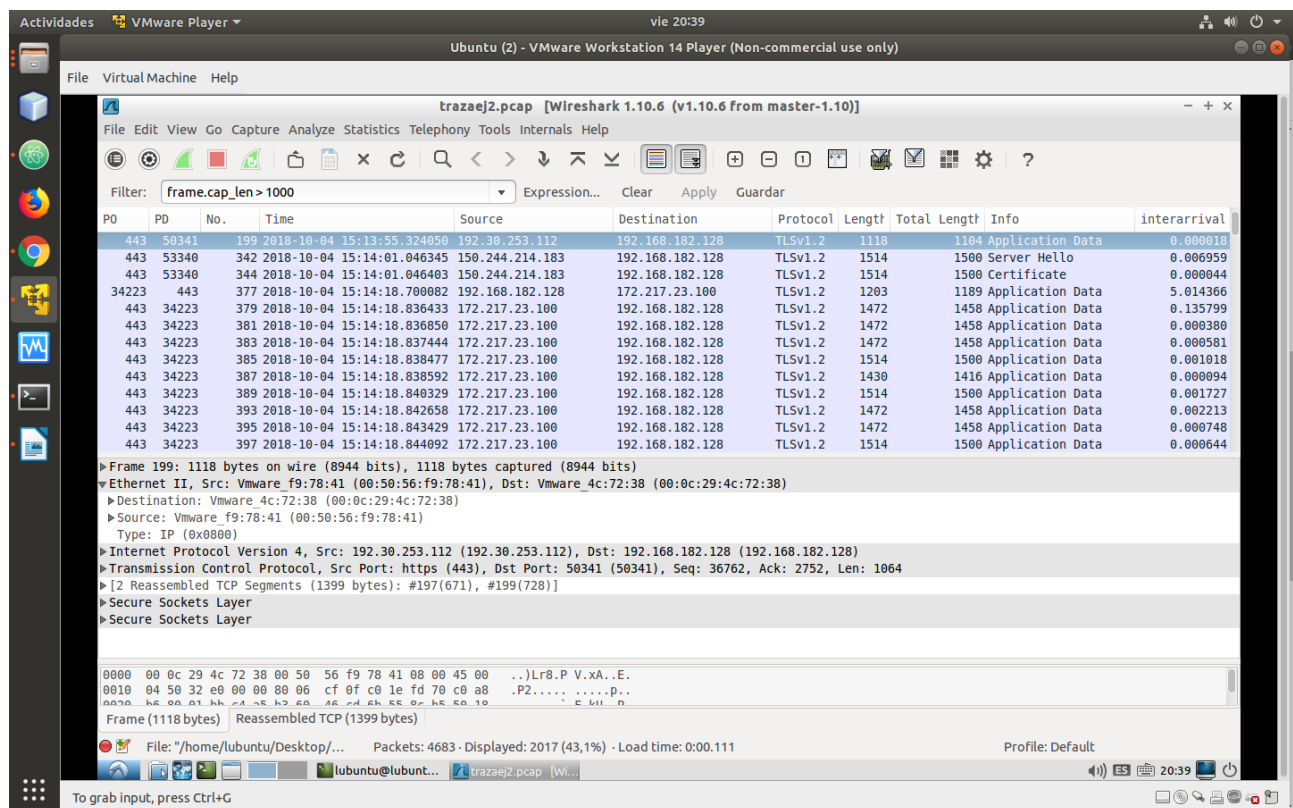 Actividades VMware Player vie 20:39
Ubuntu (2) - VMware Workstation 14 Player (Non-commercial use only)
File Virtual Machine Help
trazaej2.pcap [Wireshark 1.10.6 (v1.10.6 from master-1.10)]
File Edit View Go Capture Analyze Statistics Telephony Tools Internals Help
Filter: frame.cap_len > 1000 Expression... Clear Apply Guardar
PO PD No. Time Source Destination Protocol Length Total Length Info interarrival
443 50341 199 2018-10-04 15:13:55.324050 192.30.253.112 192.168.182.128 TLSv1.2 1118 1104 Application Data 0.000018
443 53340 342 2018-10-04 15:14:01.046345 150.244.214.183 192.168.182.128 TLSv1.2 1514 1500 Server Hello 0.006959
443 53340 344 2018-10-04 15:14:01.046403 150.244.214.183 192.168.182.128 TLSv1.2 1514 1500 Certificate 0.000044
34223 443 377 2018-10-04 15:14:18.700082 192.168.182.128 172.217.23.100 TLSv1.2 1203 1189 Application Data 5.014366
443 34223 379 2018-10-04 15:14:18.836433 172.217.23.100 192.168.182.128 TLSv1.2 1472 1458 Application Data 0.135799
443 34223 381 2018-10-04 15:14:18.836850 172.217.23.100 192.168.182.128 TLSv1.2 1472 1458 Application Data 0.000380
443 34223 383 2018-10-04 15:14:18.837444 172.217.23.100 192.168.182.128 TLSv1.2 1472 1458 Application Data 0.000581
443 34223 385 2018-10-04 15:14:18.838477 172.217.23.100 192.168.182.128 TLSv1.2 1514 1500 Application Data 0.001018
443 34223 387 2018-10-04 15:14:18.838592 172.217.23.100 192.168.182.128 TLSv1.2 1430 1416 Application Data 0.000094
443 34223 389 2018-10-04 15:14:18.840329 172.217.23.100 192.168.182.128 TLSv1.2 1514 1500 Application Data 0.001727
443 34223 393 2018-10-04 15:14:18.842658 172.217.23.100 192.168.182.128 TLSv1.2 1472 1458 Application Data 0.002213
443 34223 395 2018-10-04 15:14:18.843429 172.217.23.100 192.168.182.128 TLSv1.2 1472 1458 Application Data 0.000748
443 34223 397 2018-10-04 15:14:18.844092 172.217.23.100 192.168.182.128 TLSv1.2 1514 1500 Application Data 0.000644
Frame 199: 1118 bytes on wire (8944 bits), 1118 bytes captured (8944 bits)
Ethernet II, Src: Vmware_f9:78:41 (00:50:56:f9:78:41), Dst: Vmware_4c:72:38 (00:0c:29:4c:72:38)
Destination: Vmware_4c:72:38 (00:0c:29:4c:72:38)
Source: Vmware_f9:78:41 (00:50:56:f9:78:41)
Type: IP (0x0800)
Internet Protocol Version 4, Src: 192.30.253.112 (192.30.253.112), Dst: 192.168.182.128 (192.168.182.128)
Transmission Control Protocol, Src Port: https (443), Dst Port: 50341 (50341), Seq: 36762, Ack: 2752, Len: 1064
[2 Reassembled TCP Segments (1399 bytes): #197(671), #199(728)]
Secure Sockets Layer
Secure Sockets Layer
0000 00 0c 29 4c 72 38 00 50 56 f9 78 41 08 00 45 00 ..)Lr8.P V.xA..E.
0010 04 50 32 e0 00 00 80 06 cf 0f c0 1e fd 70 c0 a8 .P2..... .....p..
Frame (1118 bytes) Reassembled TCP (1399 bytes)
File: "/home/lubuntu/Desktop/... Packets: 4683 · Displayed: 2017 (43,1%) · Load time: 0:00.111 Profile: Default
lubuntu@lubunt... trazaej2.pcap [Wi... ES 20:39
To grab input, press Ctrl+G